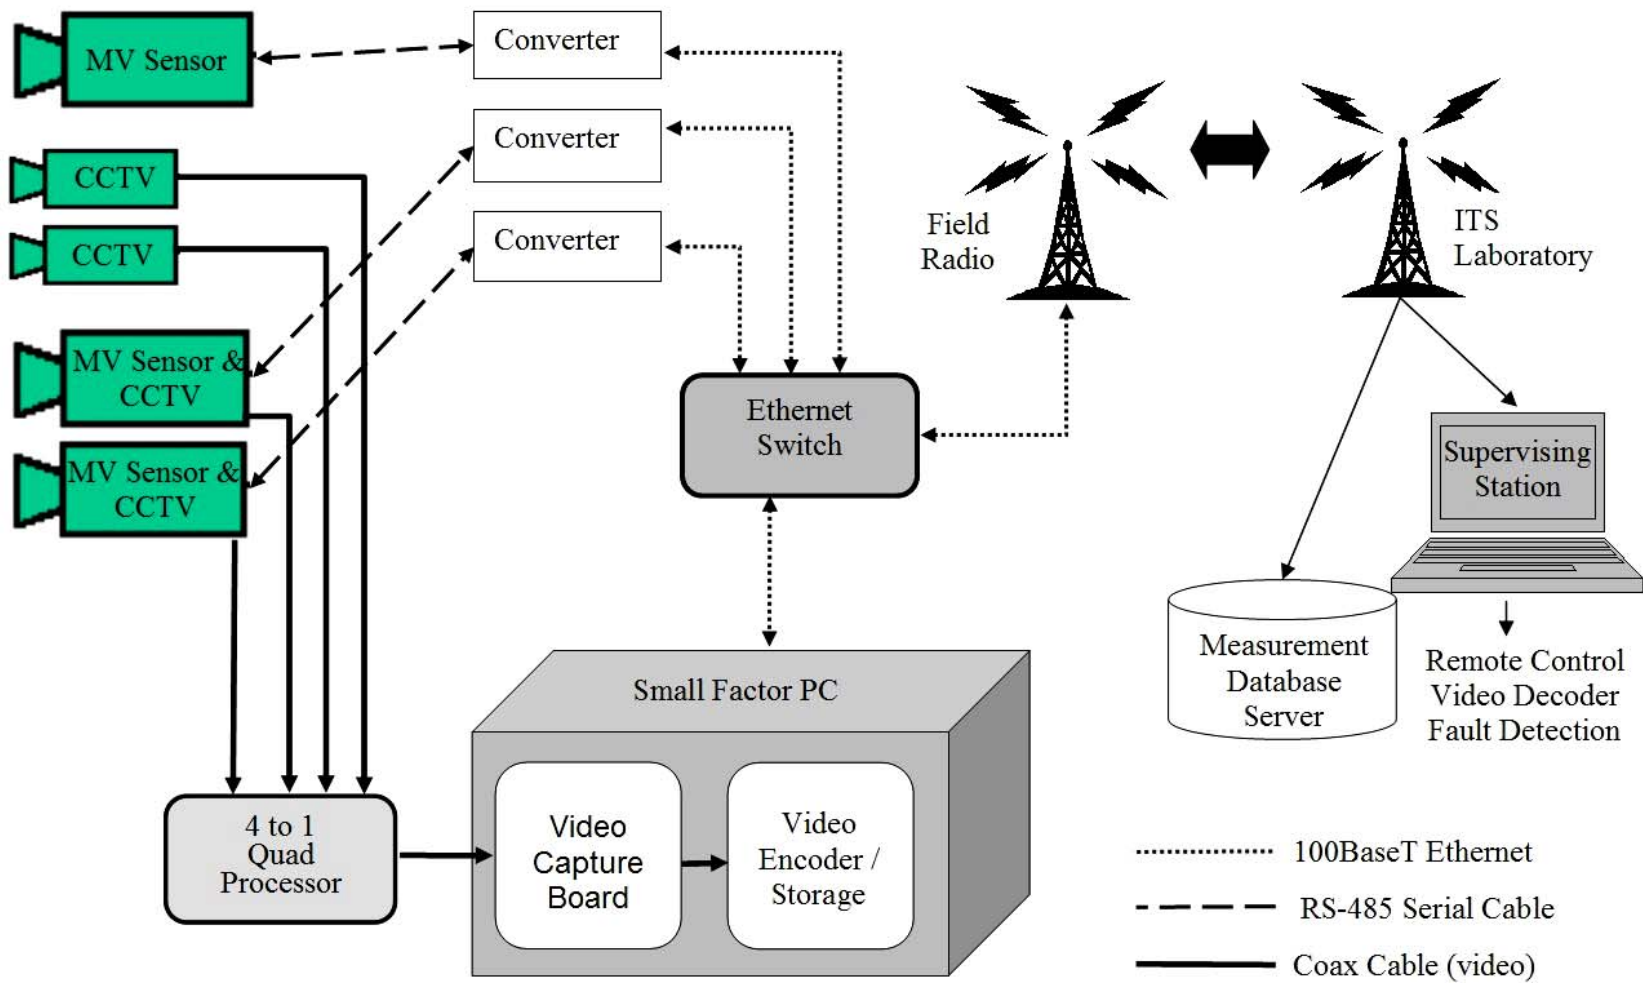 MV Sensor
Converter
CCTV
Converter
CCTV
Converter
MV Sensor &
CCTV
MV Sensor &
CCTV
Ethernet
Switch
Field
Radio
ITS
Laboratory
Supervising
Station
Measurement
Database
Server
Remote Control
Video Decoder
Fault Detection
Small Factor PC
4 to 1
Quad
Processor
Video
Capture
Board
Video
Encoder /
Storage
100BaseT Ethernet
RS-485 Serial Cable
Coax Cable (video)